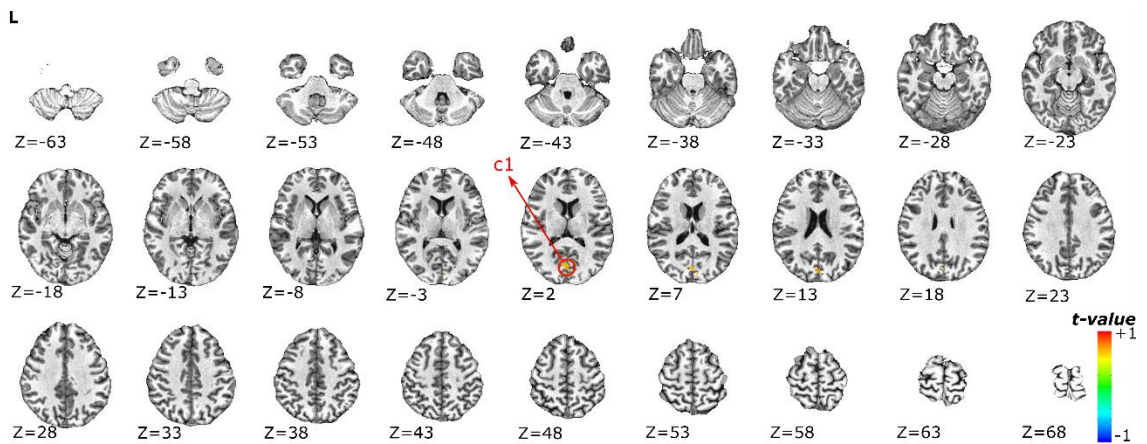 L
Z=-63 Z=-58 Z=-53 Z=-48 Z=-43 Z=-38 Z=-33 Z=-28 Z=-23
c1
Z=-18 Z=-13 Z=-8 Z=-3 Z=2 Z=7 Z=13 Z=18 Z=23
t-value
+1
Z=28 Z=33 Z=38 Z=43 Z=48 Z=53 Z=58 Z=63 Z=68
-1